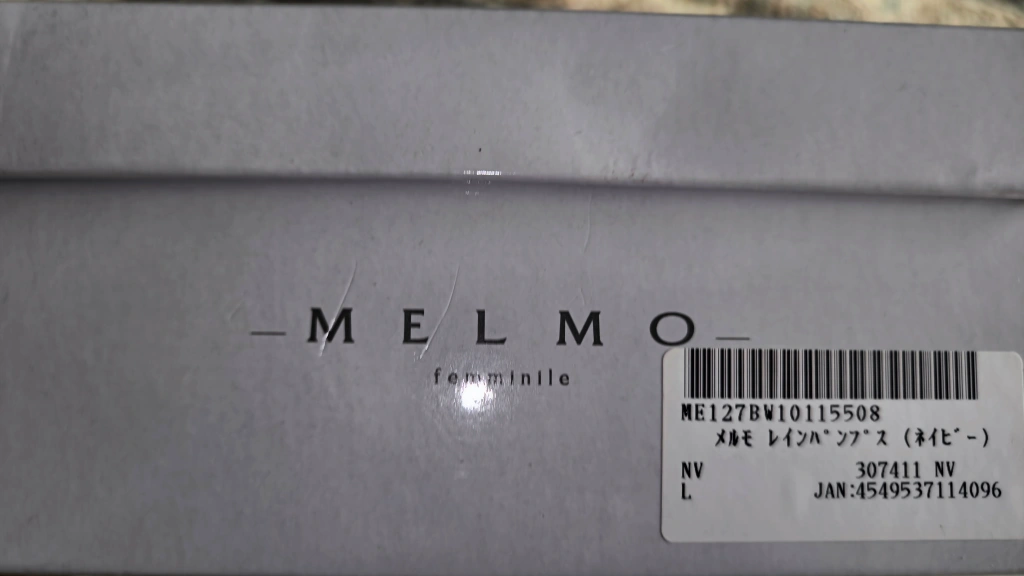 —MELMO—
femminile
ME127BW10115508
ﾒﾙﾓ ﾚｲﾝﾊﾟﾝﾌﾟｽ (ﾈｲﾋﾞｰ)
NV 307411 NV
L JAN:4549537114096